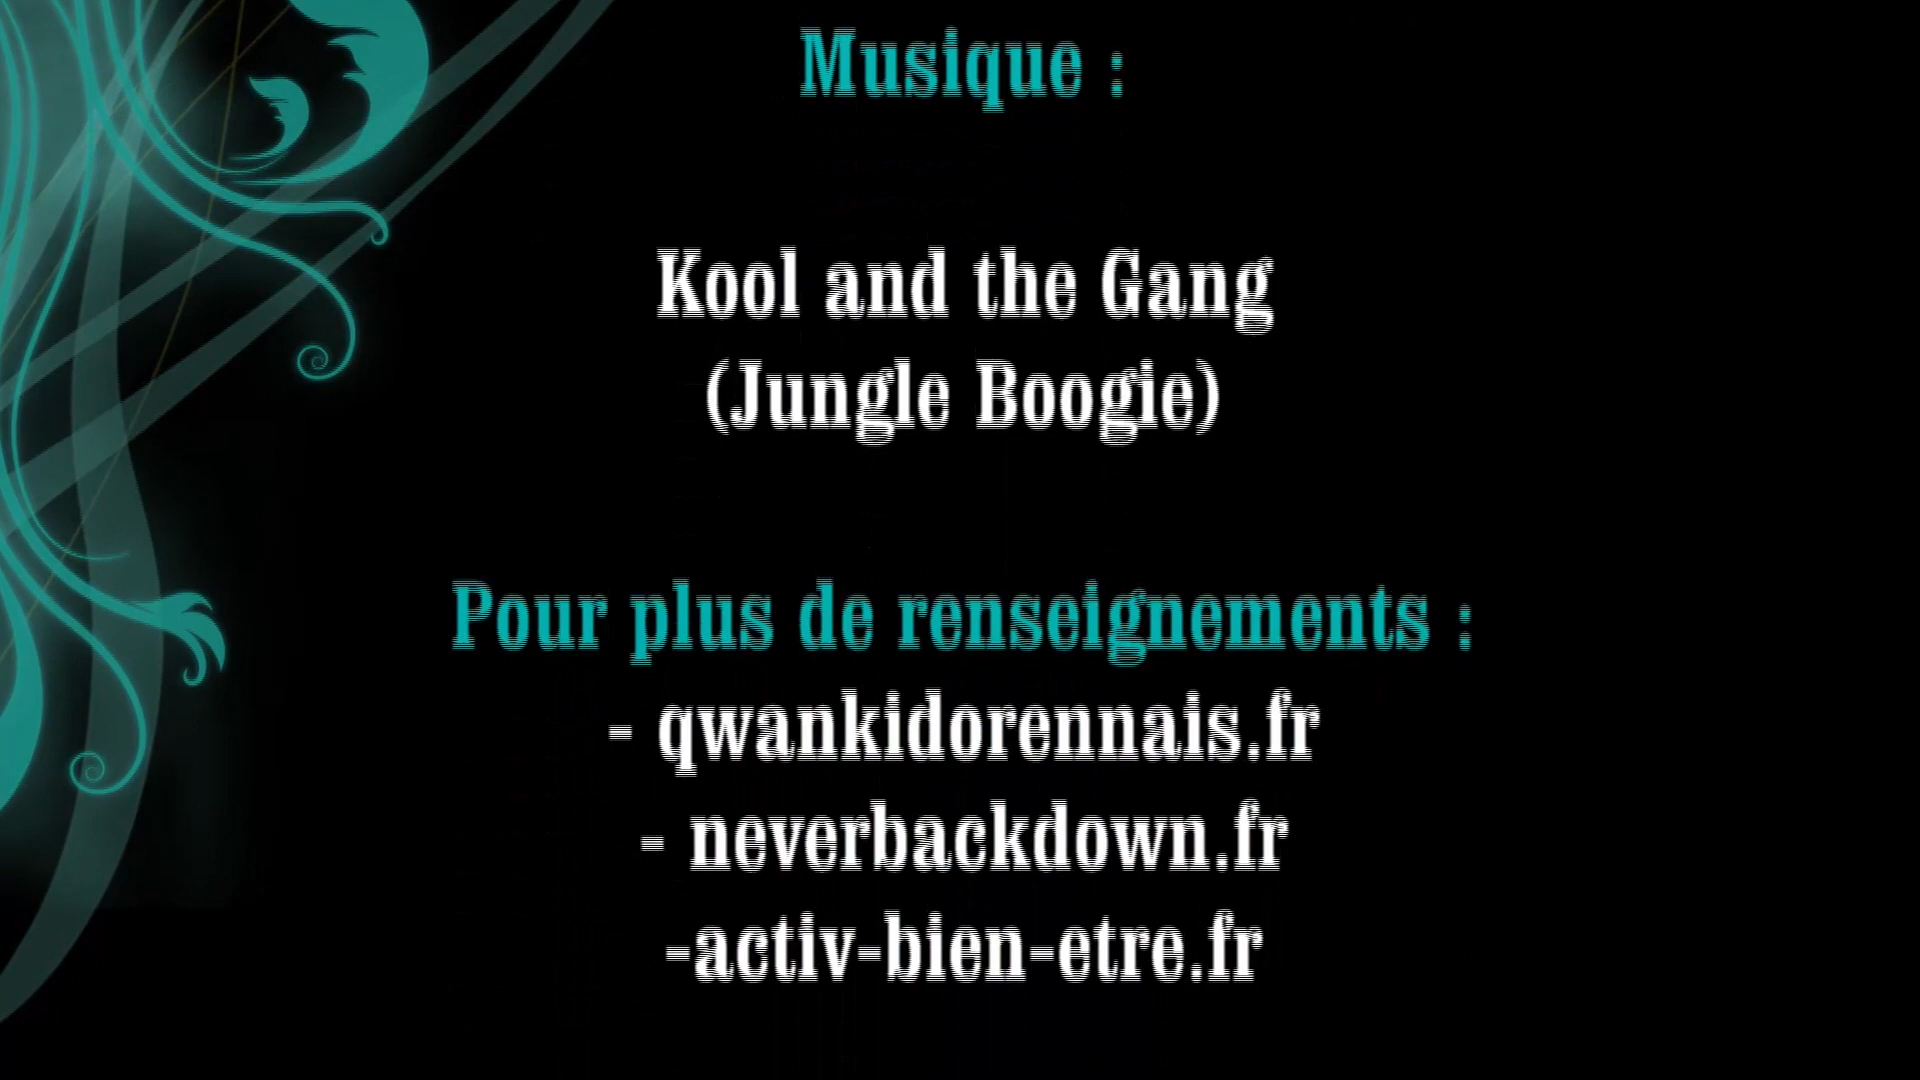 Musique :
Kool and the Gang
(Jungle Boogie)
Pour plus de renseignements :
- qwankidorennais.fr
- neverbackdown.fr
-activ-bien-etre.fr